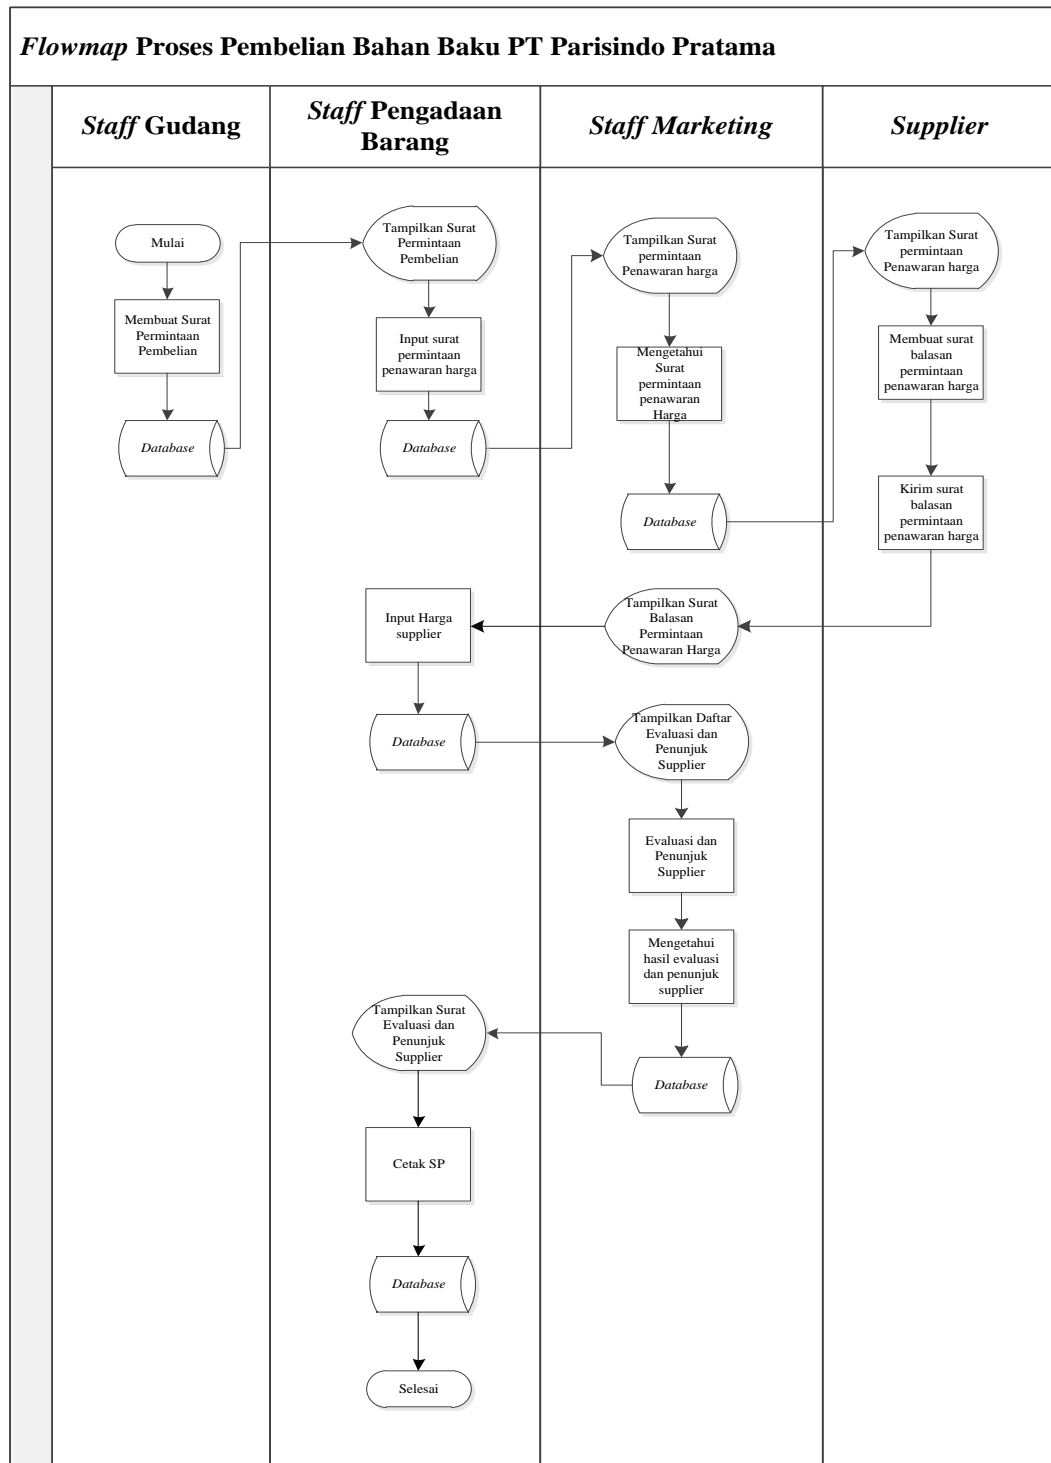 Flowmap Proses Pembelian Bahan Baku PT Parisindo Pratama
Staff Gudang
Staff Pengadaan
Barang
Staff Marketing
Supplier
Mulai
Membuat Surat
Permintaan
Pembelian
Database
Tampilkan Surat
Permintaan
Pembelian
Input surat
permintaan
penawaran harga
Database
Tampilkan Surat
permintaan
Penawaran harga
Mengetahui
Surat
permintaan
penawaran
Harga
Database
Tampilkan Surat
permintaan
Penawaran harga
Membuat surat
balasan
permintaan
penawaran harga
Kirim surat
balasan
permintaan
penawaran harga
Tampilkan Surat
Balasan
Permintaan
Penawaran Harga
Input Harga
supplier
Database
Tampilkan Daftar
Evaluasi dan
Penunjuk
Supplier
Evaluasi dan
Penunjuk
Supplier
Mengetahui
hasil evaluasi
dan penunjuk
supplier
Database
Tampilkan Surat
Evaluasi dan
Penunjuk
Supplier
Cetak SP
Database
Selesai